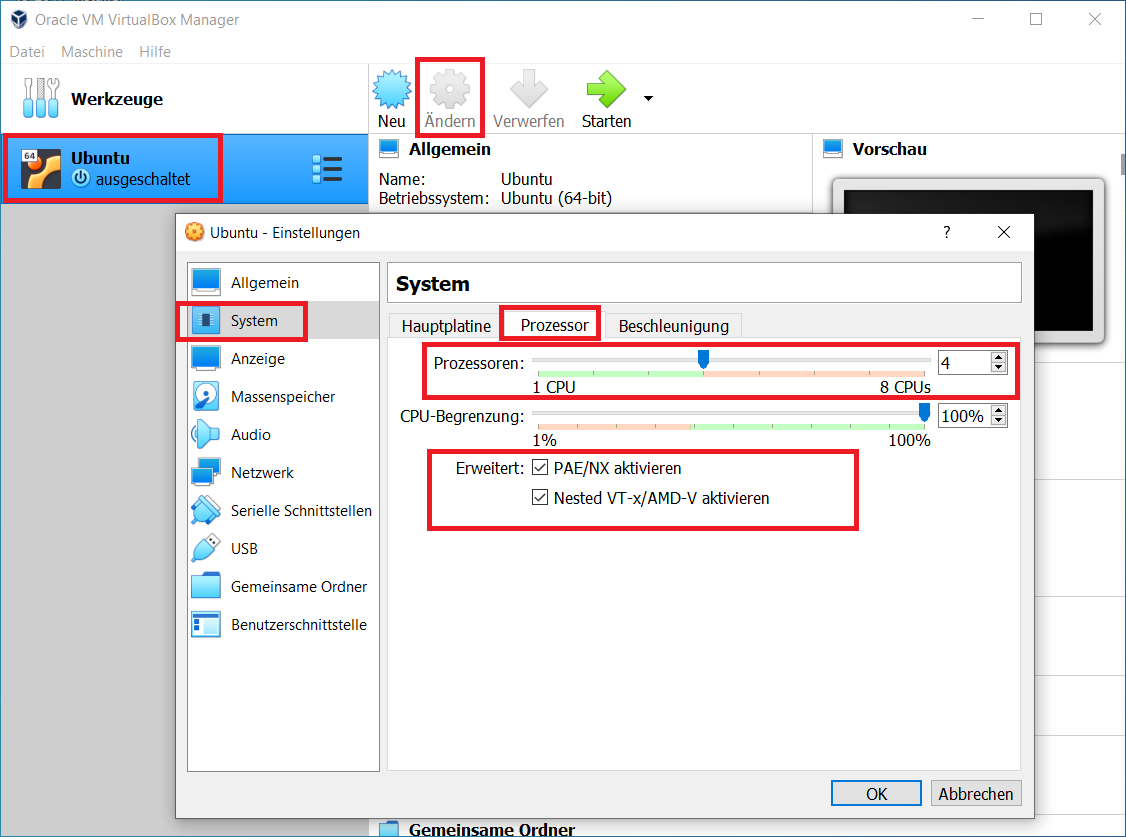 Oracle VM VirtualBox Manager
Datei Maschine Hilfe
Werkzeuge
Neu Ändern Verwerfen Starten
64
Ubuntu
ausgeschaltet
Allgemein
Name: Ubuntu
Betriebssystem: Ubuntu (64-bit)
Vorschau
Ubuntu - Einstellungen ?
Allgemein
System
Anzeige
Massenspeicher
Audio
Netzwerk
Serielle Schnittstellen
USB
Gemeinsame Ordner
Benutzerschnittstelle
System
Hauptplatine Prozessor Beschleunigung
Prozessoren: 4
1 CPU 8 CPUs
CPU-Begrenzung: 100%
1% 100%
Erweitert: PAE/NX aktivieren
Nested VT-x/AMD-V aktivieren
OK Abbrechen
Gemeinsame Ordner